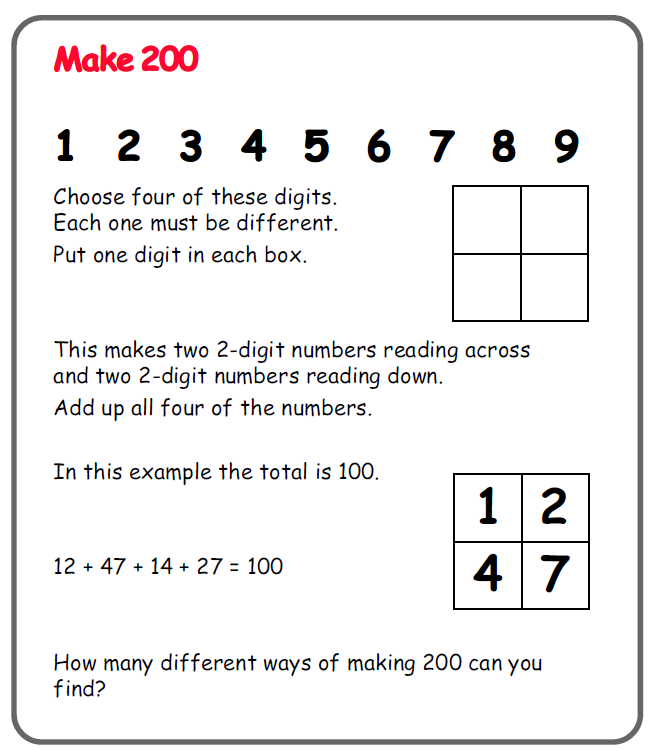 Make 200
1 2 3 4 5 6 7 8 9
Choose four of these digits.
Each one must be different.
Put one digit in each box.
This makes two 2-digit numbers reading across
and two 2-digit numbers reading down.
Add up all four of the numbers.
In this example the total is 100.
1 2
12 + 47 + 14 + 27 = 100
4 7
How many different ways of making 200 can you
find?